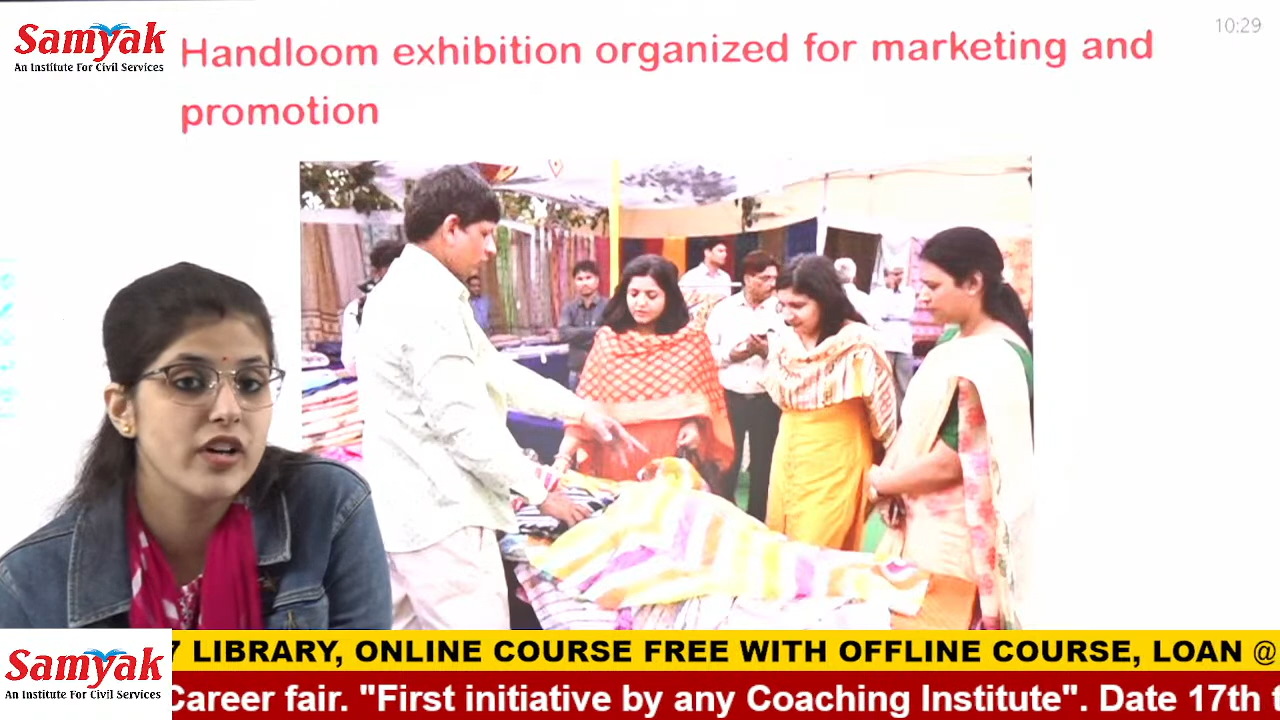 Samyak
An Institute For Civil Services
10:29
Handloom exhibition organized for marketing and
promotion
7 LIBRARY, ONLINE COURSE FREE WITH OFFLINE COURSE, LOAN @
Samyak
An Institute For Civil Services
Career fair. "First initiative by any Coaching Institute". Date 17th t